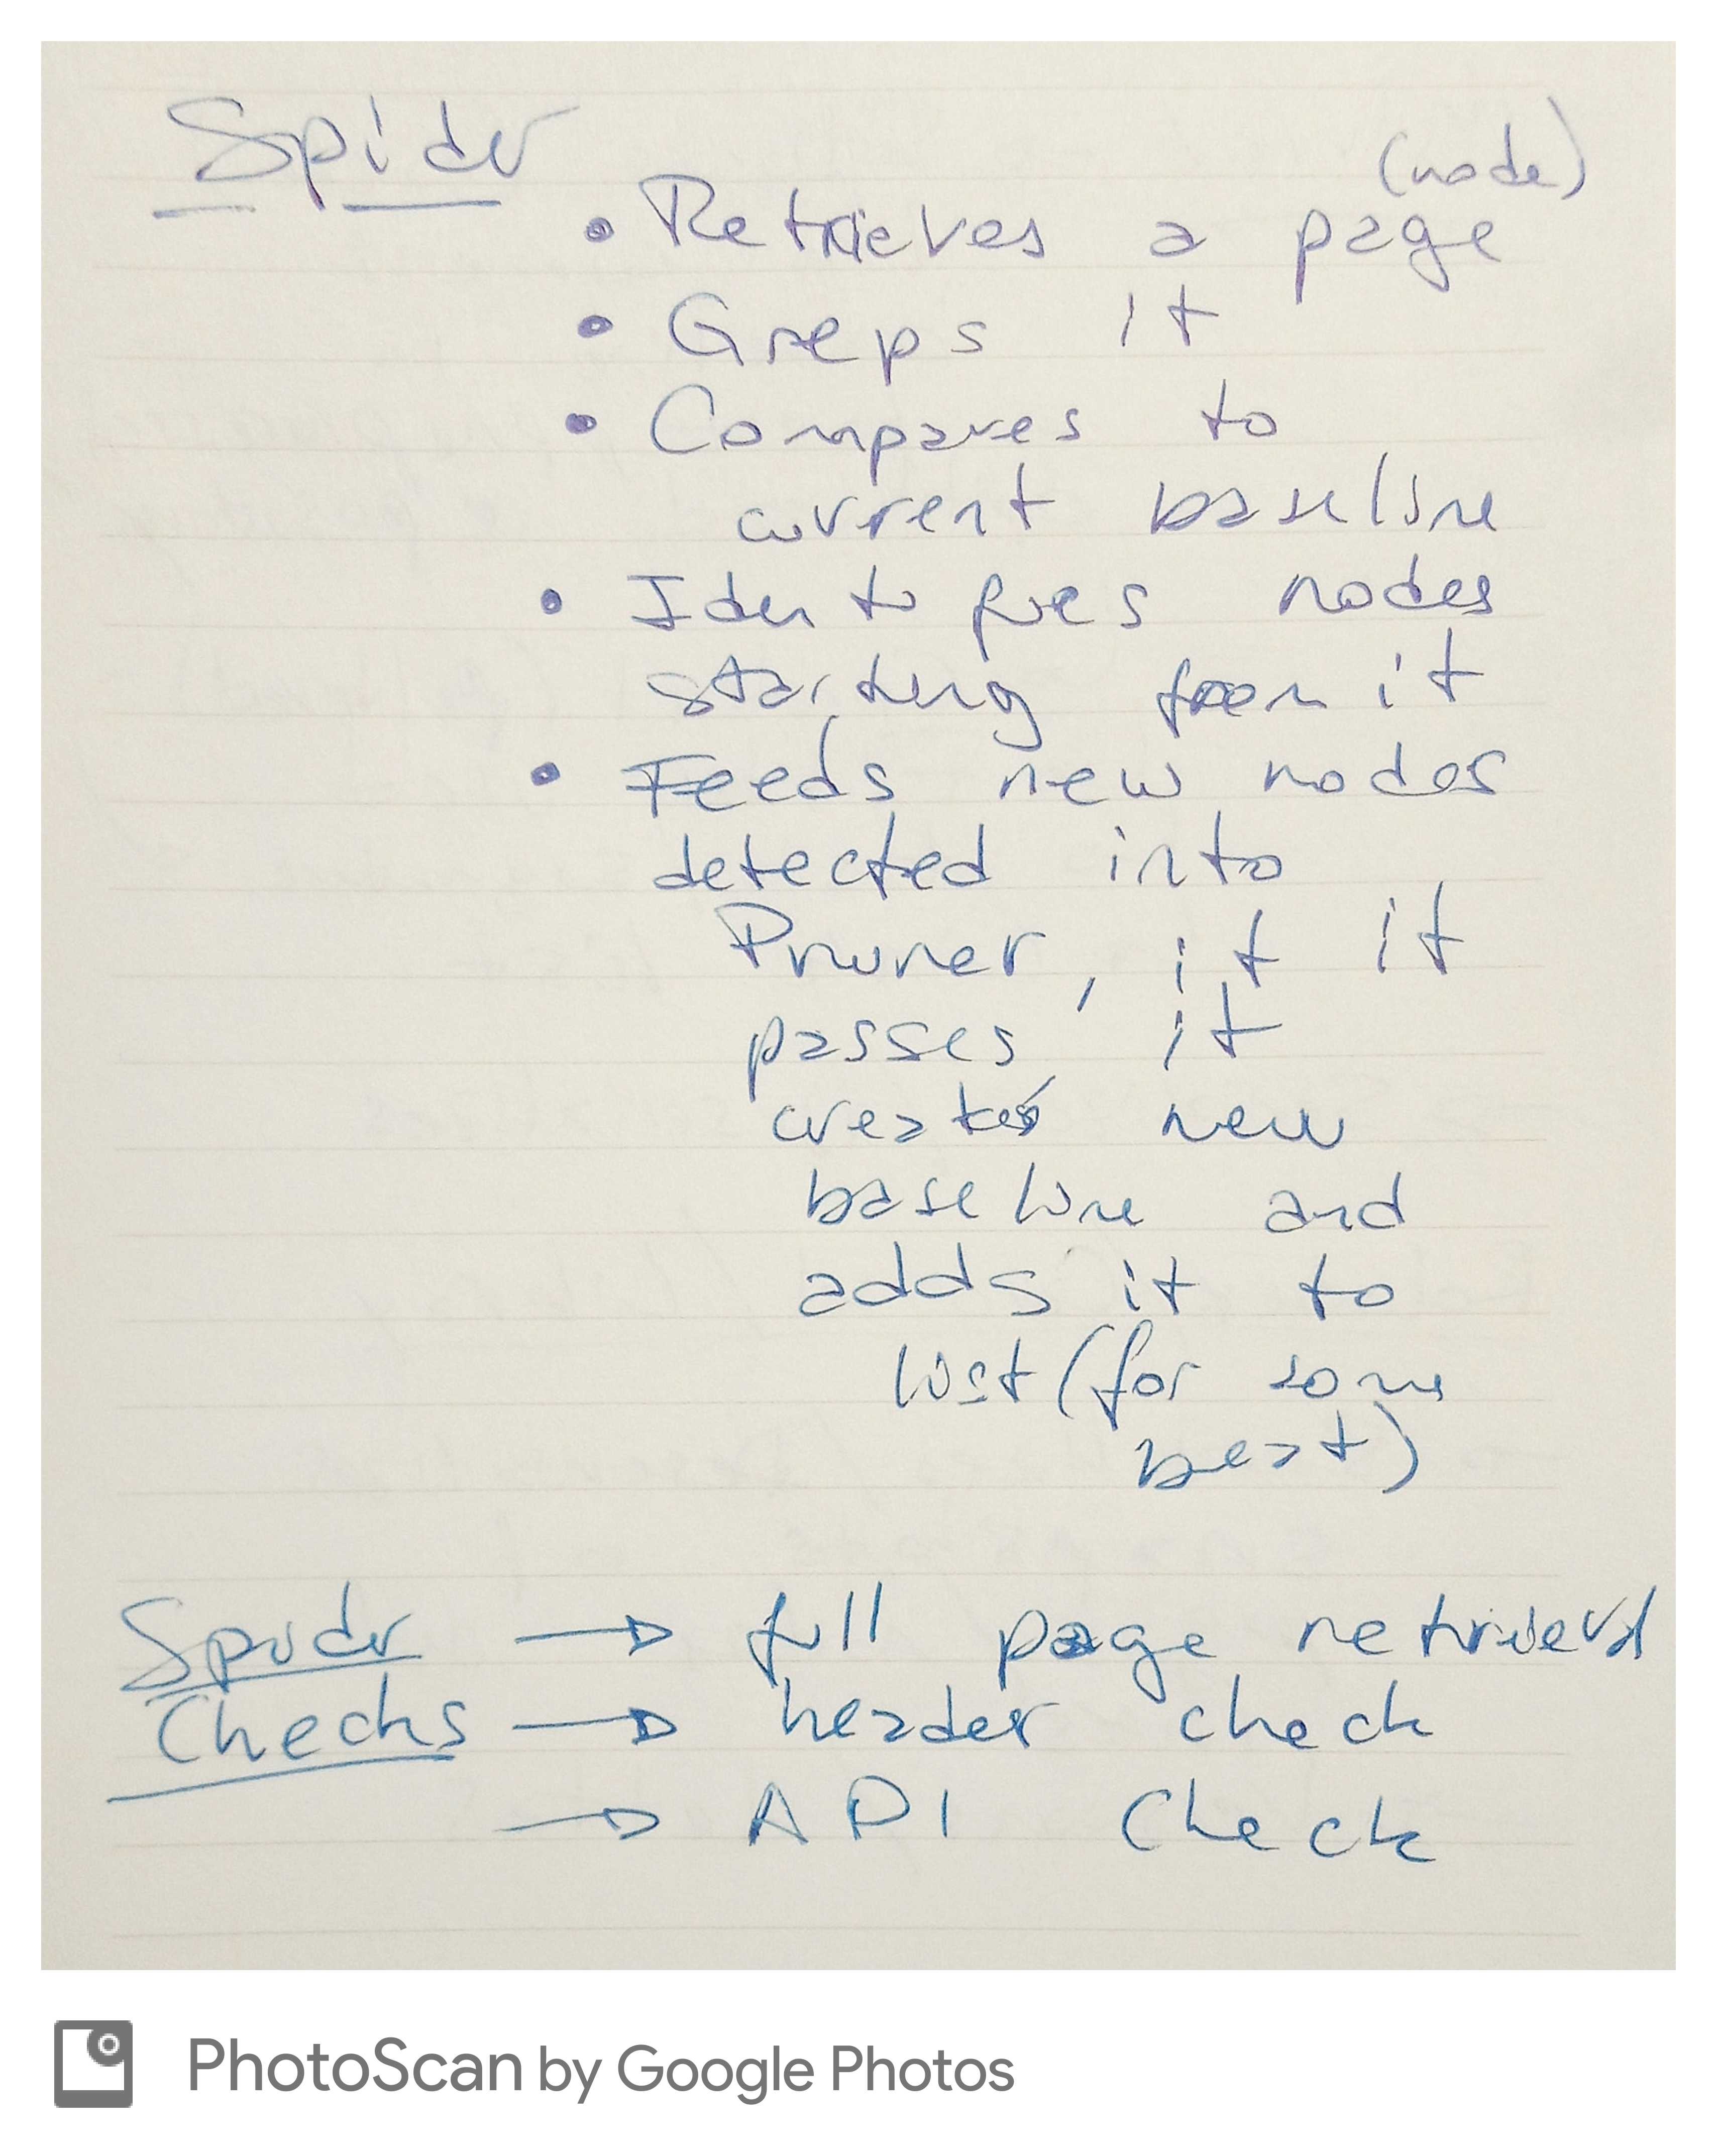 Spider
(node)
• Retrieves a page
• Greps it
• Compares to
current baseline
• Identifies nodes
starting from it
• Feeds new nodes
detected into
Pruner, if it
passes it
creates new
baseline and
adds it to
list (for some
beat)
Spider → full page retrieval
Checks → header check
→ API Check
PhotoScan by Google Photos